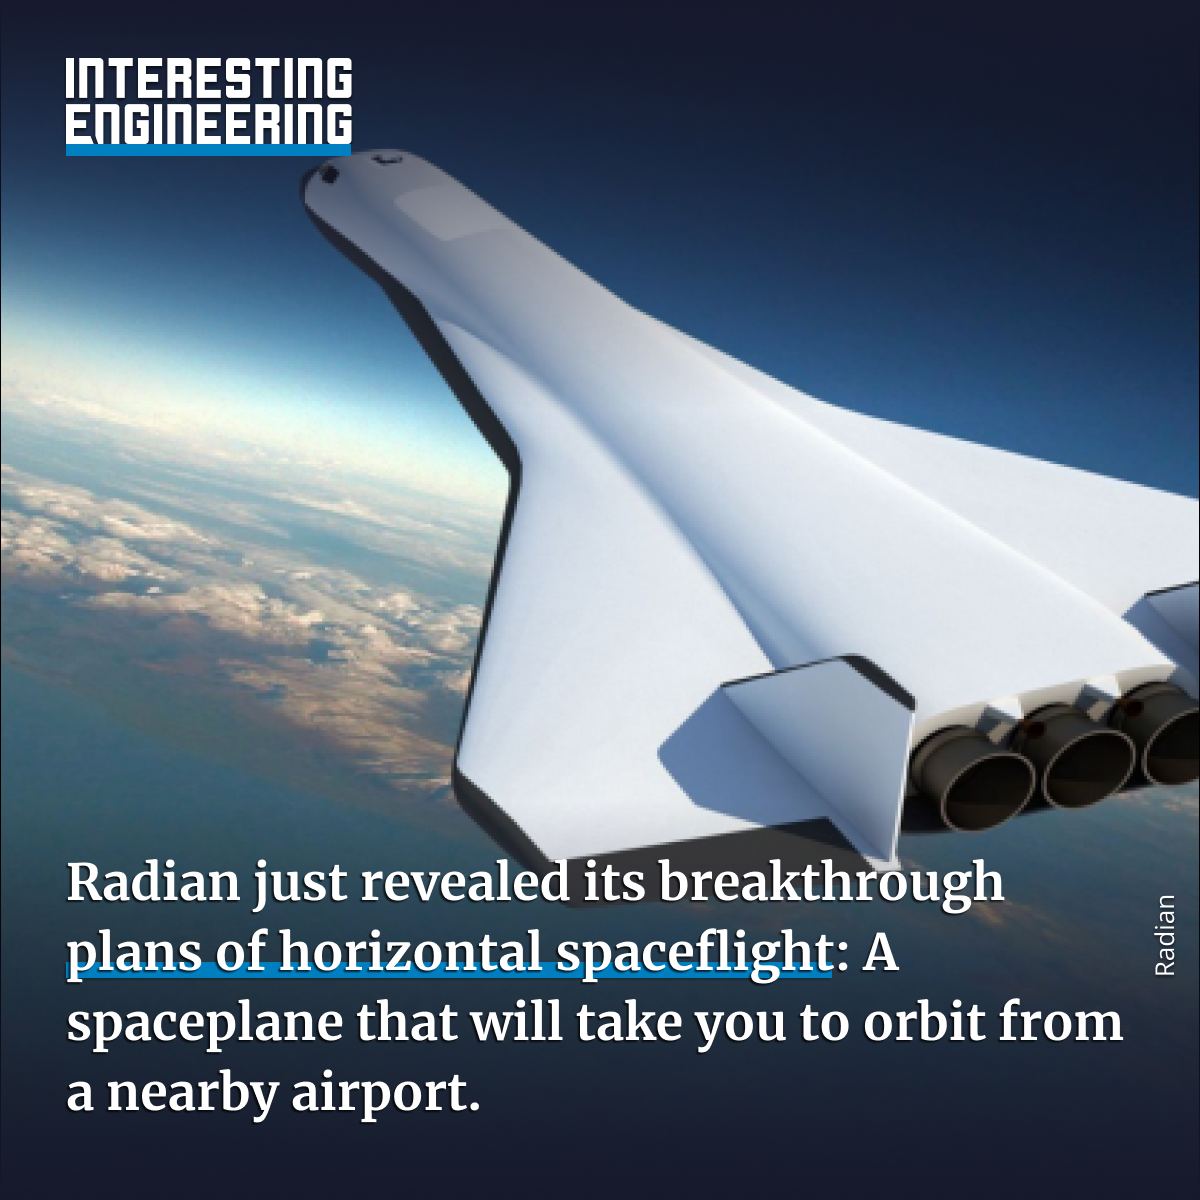 INTERESTING
ENGINEERING
Radian just revealed its breakthrough
plans of horizontal spaceflight: A
spaceplane that will take you to orbit from
a nearby airport.
Radian